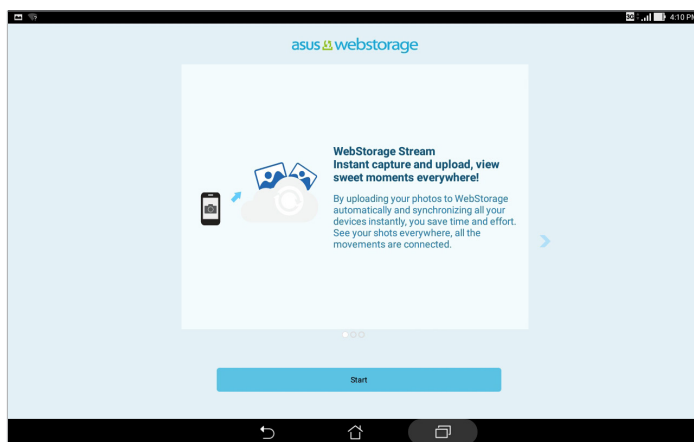 3G 4:10 PM
asus webstorage
WebStorage Stream
Instant capture and upload, view
sweet moments everywhere!
By uploading your photos to WebStorage
automatically and synchronizing all your
devices instantly, you save time and effort.
See your shots everywhere, all the
movements are connected.
Start